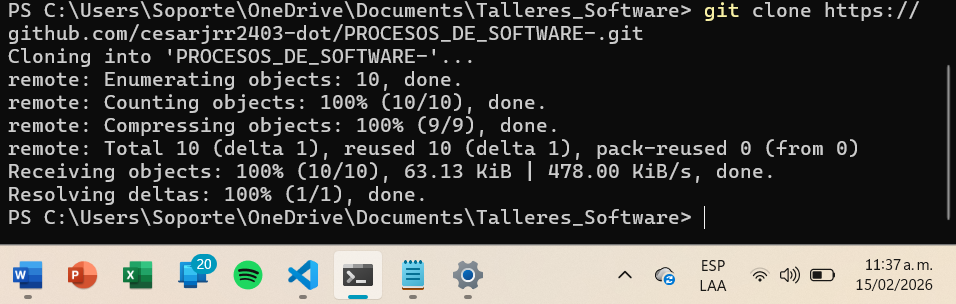 PS C:\Users\Soporte\OneDrive\Documents\Talleres_Software> git clone https://
github.com/cesarjrr2403-dot/PROCESOS_DE_SOFTWARE-.git
Cloning into 'PROCESOS_DE_SOFTWARE-'...
remote: Enumerating objects: 10, done.
remote: Counting objects: 100% (10/10), done.
remote: Compressing objects: 100% (9/9), done.
remote: Total 10 (delta 1), reused 10 (delta 1), pack-reused 0 (from 0)
Receiving objects: 100% (10/10), 63.13 KiB | 478.00 KiB/s, done.
Resolving deltas: 100% (1/1), done.
PS C:\Users\Soporte\OneDrive\Documents\Talleres_Software>
W
P
X
20
ESP
LAA
11:37 a. m.
15/02/2026